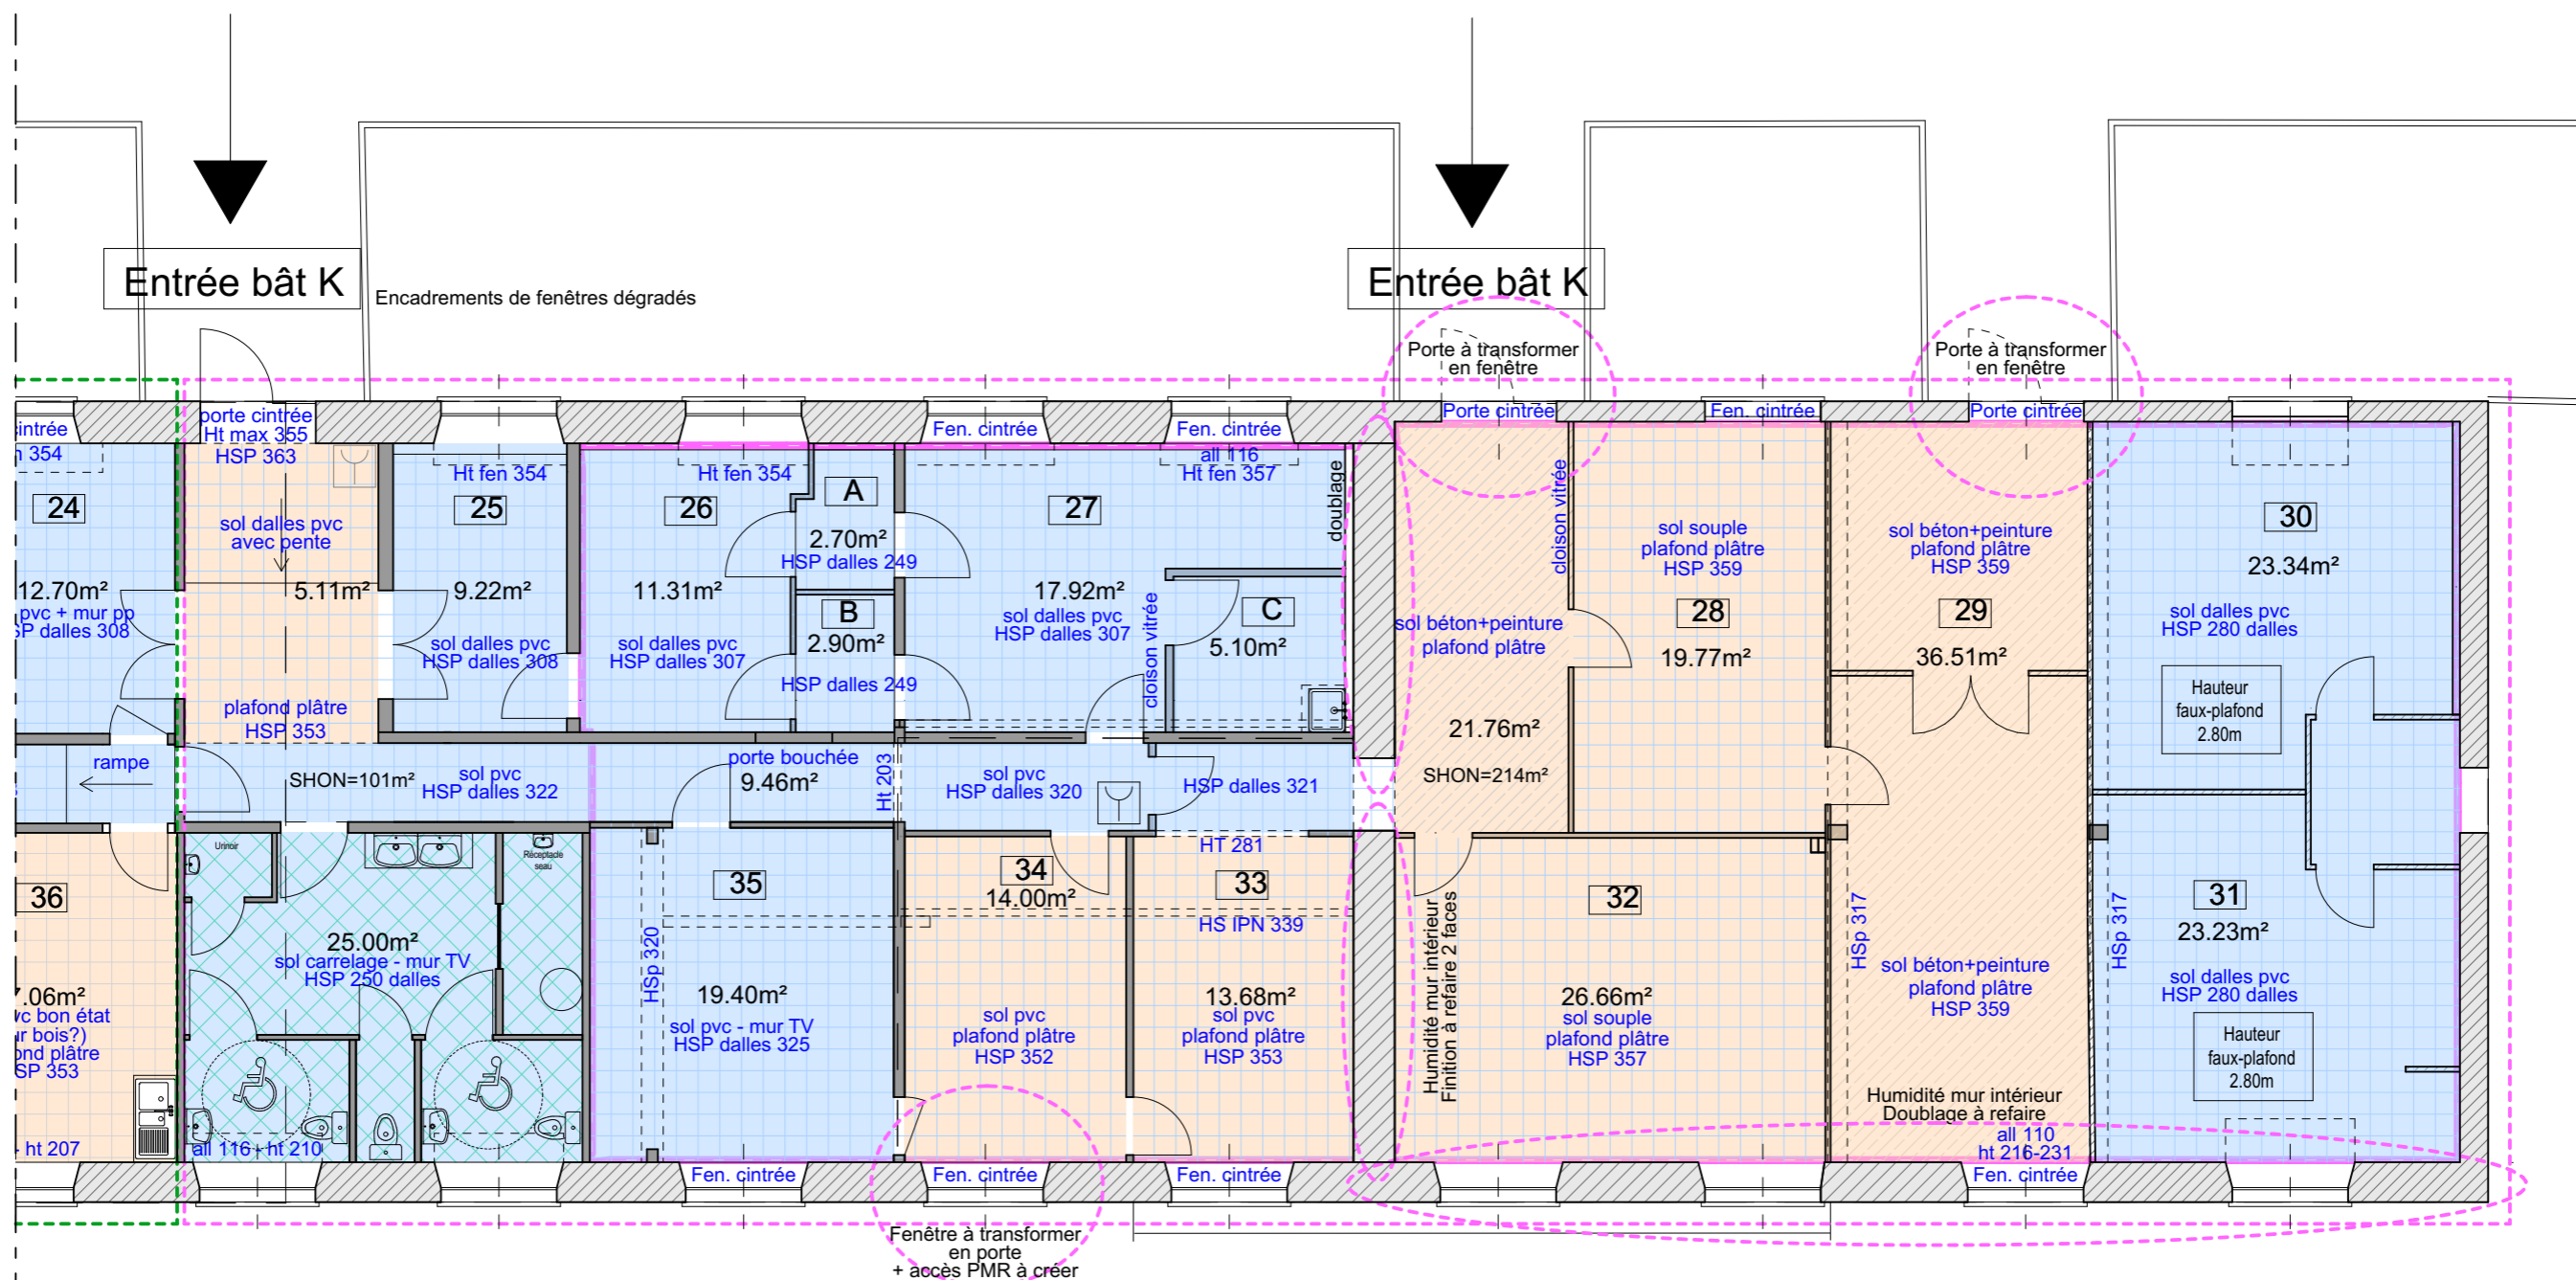 Entrée bât K
Entrée bât K
Encadrements de fenêtres dégradés
Porte à transformer
en fenêtre
Porte à transformer
en fenêtre
cintrée
354
24
12.70m²
pvc + mur pp
dalles 308
rampe
porte cintrée
Ht max 355
HSP 363
sol dalles pvc
avec pente
5.11m²
plafond plâtre
HSP 353
Ht fen 354
25
9.22m²
sol dalles pvc
HSP dalles 308
Ht fen 354
26
11.31m²
sol dalles pvc
HSP dalles 307
A
2.70m²
HSP dalles 249
B
2.90m²
HSP dalles 249
Fen. cintrée
Fen. cintrée
all 116
Ht fen 357
27
17.92m²
sol dalles pvc
HSP dalles 307
cloison vitrée
doublage
C
5.10m²
Porte cintrée
sol béton+peinture
plafond plâtre
21.76m²
SHON=214m²
cloison vitrée
Fen. cintrée
sol souple
plafond plâtre
HSP 359
28
19.77m²
Porte cintrée
sol béton+peinture
plafond plâtre
HSP 359
29
36.51m²
30
23.34m²
sol dalles pvc
HSP 280 dalles
Hauteur
faux-plafond
2.80m
SHON=101m²
sol pvc
HSP dalles 322
porte bouchée
9.46m²
Ht 203
sol pvc
HSP dalles 320
HSP dalles 321
HT 281
36
7.06m²
bon état
bois?)
plâtre
353
ht 207
Urinoir
Réceptade
seau
25.00m²
sol carrelage - mur TV
HSP 250 dalles
all 116 - ht 210
35
HSp 320
19.40m²
sol pvc - mur TV
HSP dalles 325
Fen. cintrée
34
14.00m²
sol pvc
plafond plâtre
HSP 352
Fen. cintrée
33
HS IPN 339
13.68m²
sol pvc
plafond plâtre
HSP 353
Fen. cintrée
Humidité mur intérieur
Finition à refaire 2 faces
32
26.66m²
sol souple
plafond plâtre
HSP 357
HSp 317
sol béton+peinture
plafond plâtre
HSP 359
Humidité mur intérieur
Doublage à refaire
all 110
ht 216-231
Fen. cintrée
HSp 317
31
23.23m²
sol dalles pvc
HSP 280 dalles
Hauteur
faux-plafond
2.80m
Fenêtre à transformer
en porte
+ accès PMR à créer